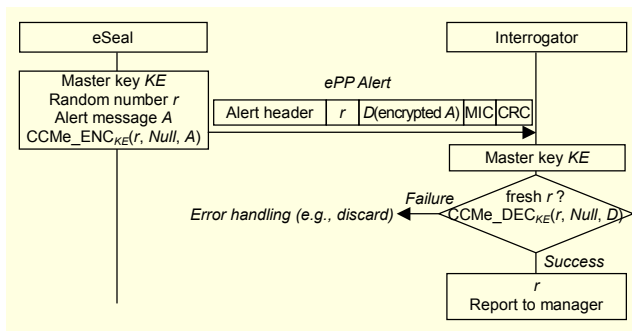 eSeal
Interrogator
Master key KE
Random number r
Alert message A
CCMe_ENCKE(r, Null, A)
ePP Alert
Alert header r D(encrypted A) MIC CRC
Master key KE
fresh r ?
CCMe_DECKE(r, Null, D)
Failure
Error handling (e.g., discard)
Success
r
Report to manager